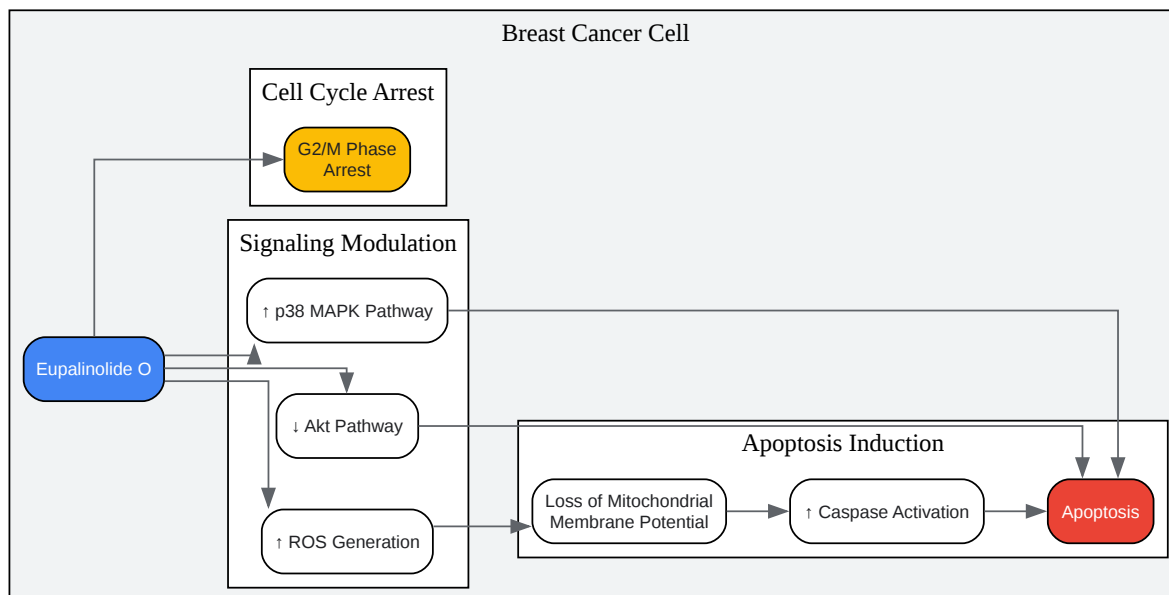 Breast Cancer Cell
Cell Cycle Arrest
G2/M Phase
Arrest
Signaling Modulation
↑ p38 MAPK Pathway
Eupalinolide O
↓ Akt Pathway
Apoptosis Induction
Loss of Mitochondrial
Membrane Potential
↑ Caspase Activation
Apoptosis
↑ ROS Generation